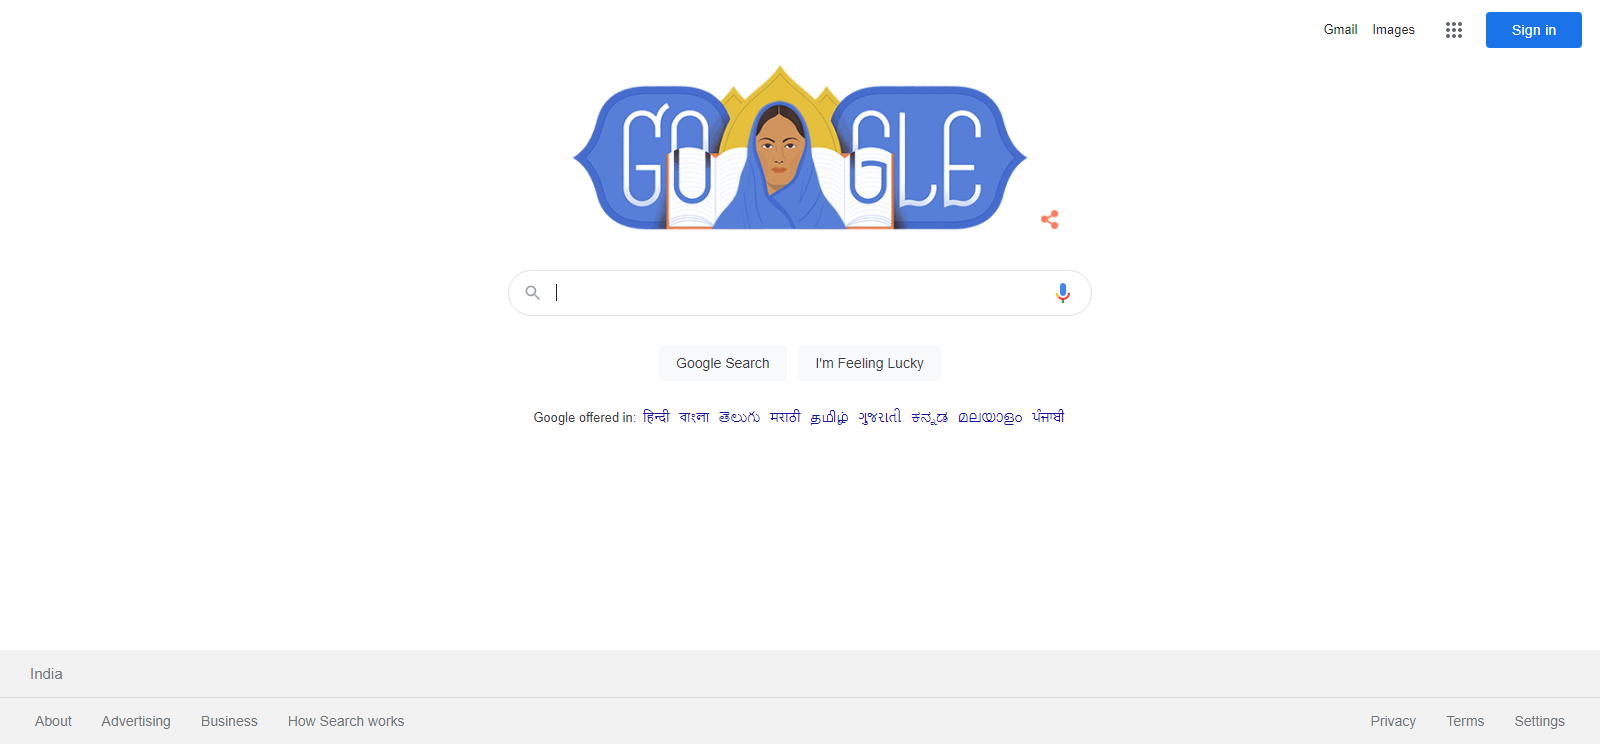 Gmail Images Sign in
GOOGLE
Google Search I'm Feeling Lucky
Google offered in: हिन्दी বাংলা తెలుగు मराठी தமிழ் ગુજરાતી ಕನ್ನಡ മലയാളം ਪੰਜਾਬੀ
India
About Advertising Business How Search works Privacy Terms Settings